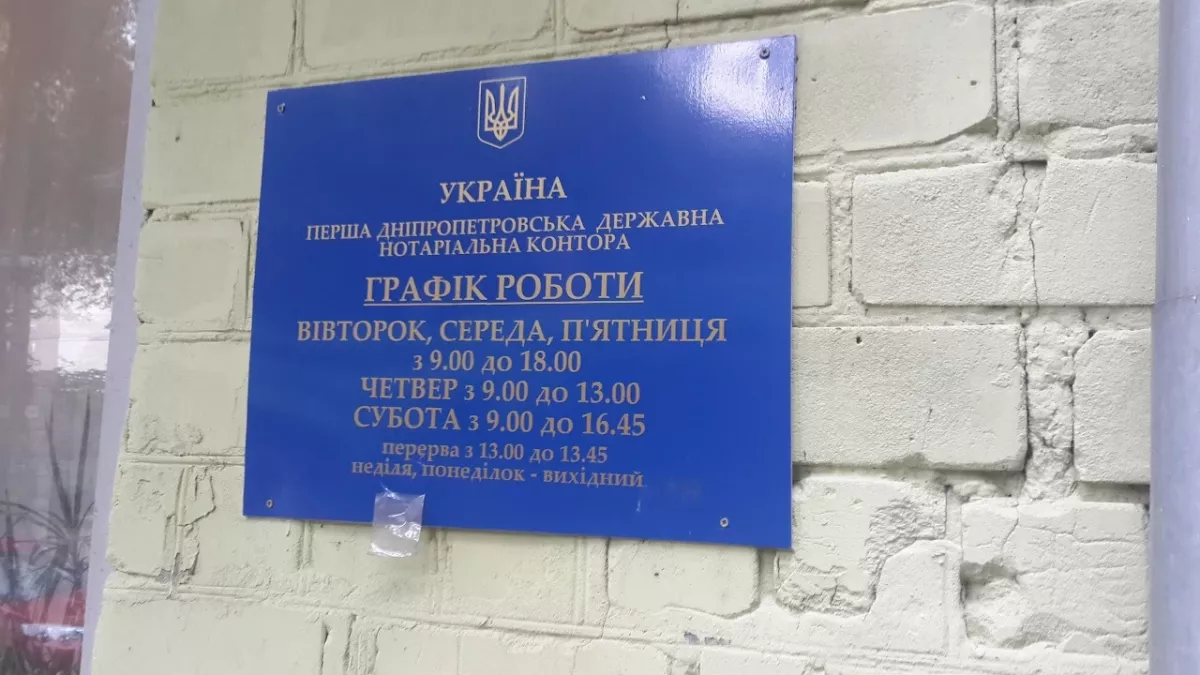 УКРАЇНА
ПЕРША ДНІПРОПЕТРОВСЬКА ДЕРЖАВНА
НОТАРІАЛЬНА КОНТОРА
ГРАФІК РОБОТИ
ВІВТОРОК, СЕРЕДА, П'ЯТНИЦЯ
з 9.00 до 18.00
ЧЕТВЕР з 9.00 до 13.00
СУБОТА з 9.00 до 16.45
перерва з 13.00 до 13.45
неділя, понеділок - вихідний